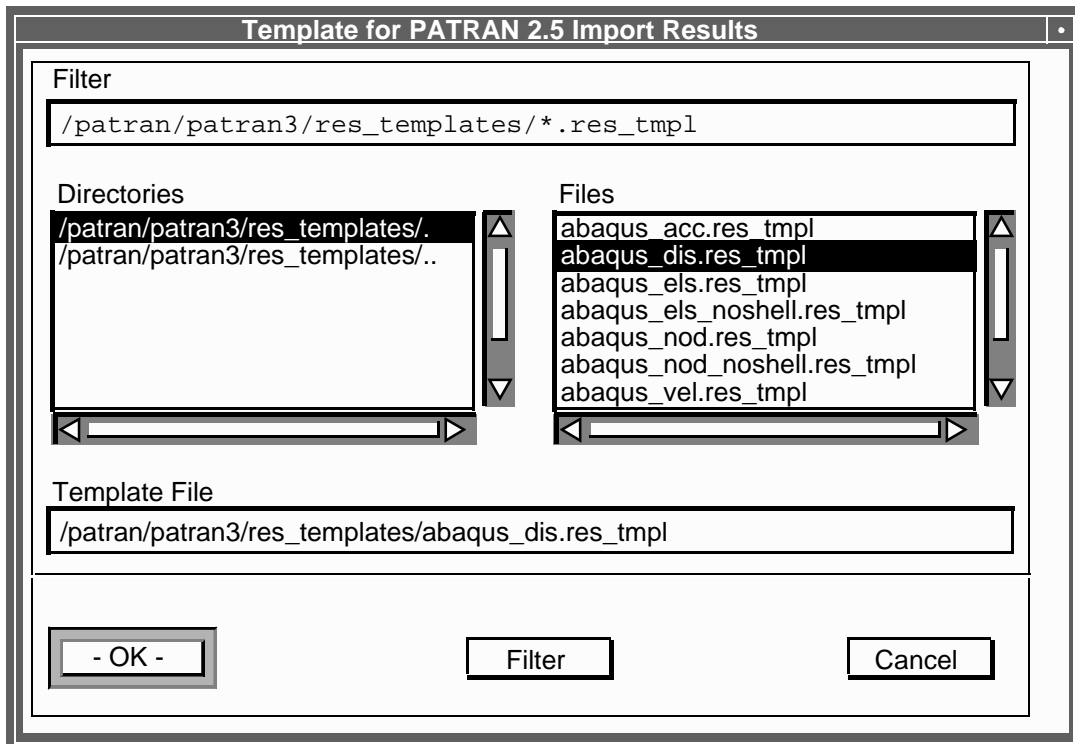 Template for PATRAN 2.5 Import Results
Filter
/patran/patran3/res_templates/*.res_tmpl
Directories
/patran/patran3/res_templates/.
/patran/patran3/res_templates/..
Files
abaqus_acc.res_tmpl
abaqus_dis.res_tmpl
abaqus_els.res_tmpl
abaqus_els_noshell.res_tmpl
abaqus_nod.res_tmpl
abaqus_nod_noshell.res_tmpl
abaqus_vel.res_tmpl
Template File
/patran/patran3/res_templates/abaqus_dis.res_tmpl
- OK -
Filter
Cancel